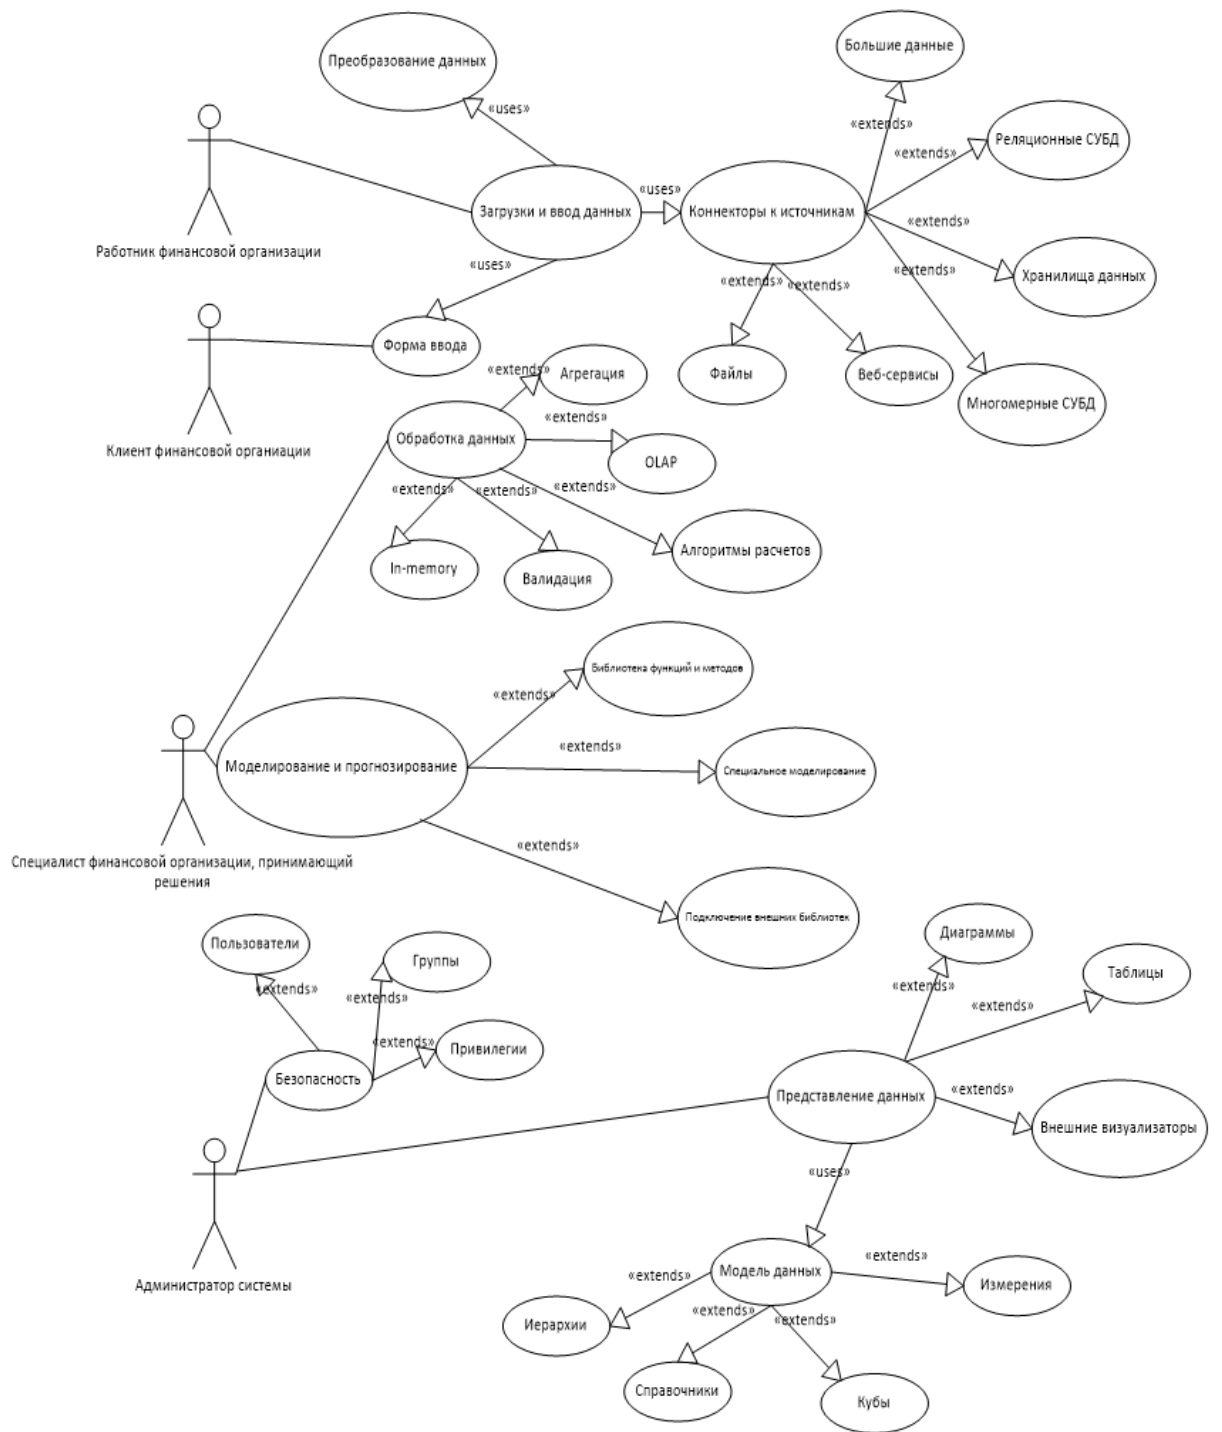 Большие данные
Преобразование данных
«uses»
«extends»
Реляционные СУБД
«extends»
«uses»
Загрузки и ввод данных
Коннекторы к источникам
«extends»
Работник финансовой организации
«uses»
«extends»
Хранилища данных
«extends»
«extends»
Форма ввода
«extends»
Агрегация
Файлы
Веб-сервисы
Многомерные СУБД
«extends»
Обработка данных
Клиент финансовой органиации
OLAP
«extends»
«extends»
«extends»
Алгоритмы расчетов
In-memory
Валидация
Библиотека функций и методов
«extends»
«extends»
Моделирование и прогнозирование
Специальное моделирование
«extends»
Специалист финансовой организации, принимающий
решения
Подключение внешних библиотек
Диаграммы
Пользователи
Группы
Таблицы
«extends»
«extends»
«extends»
«extends»
«extends»
Привилегии
Безопасность
«extends»
Представление данных
Внешние визуализаторы
«uses»
«extends»
Модель данных
«extends»
Администратор системы
Измерения
«extends»
«extends»
Иерархии
Справочники
Кубы